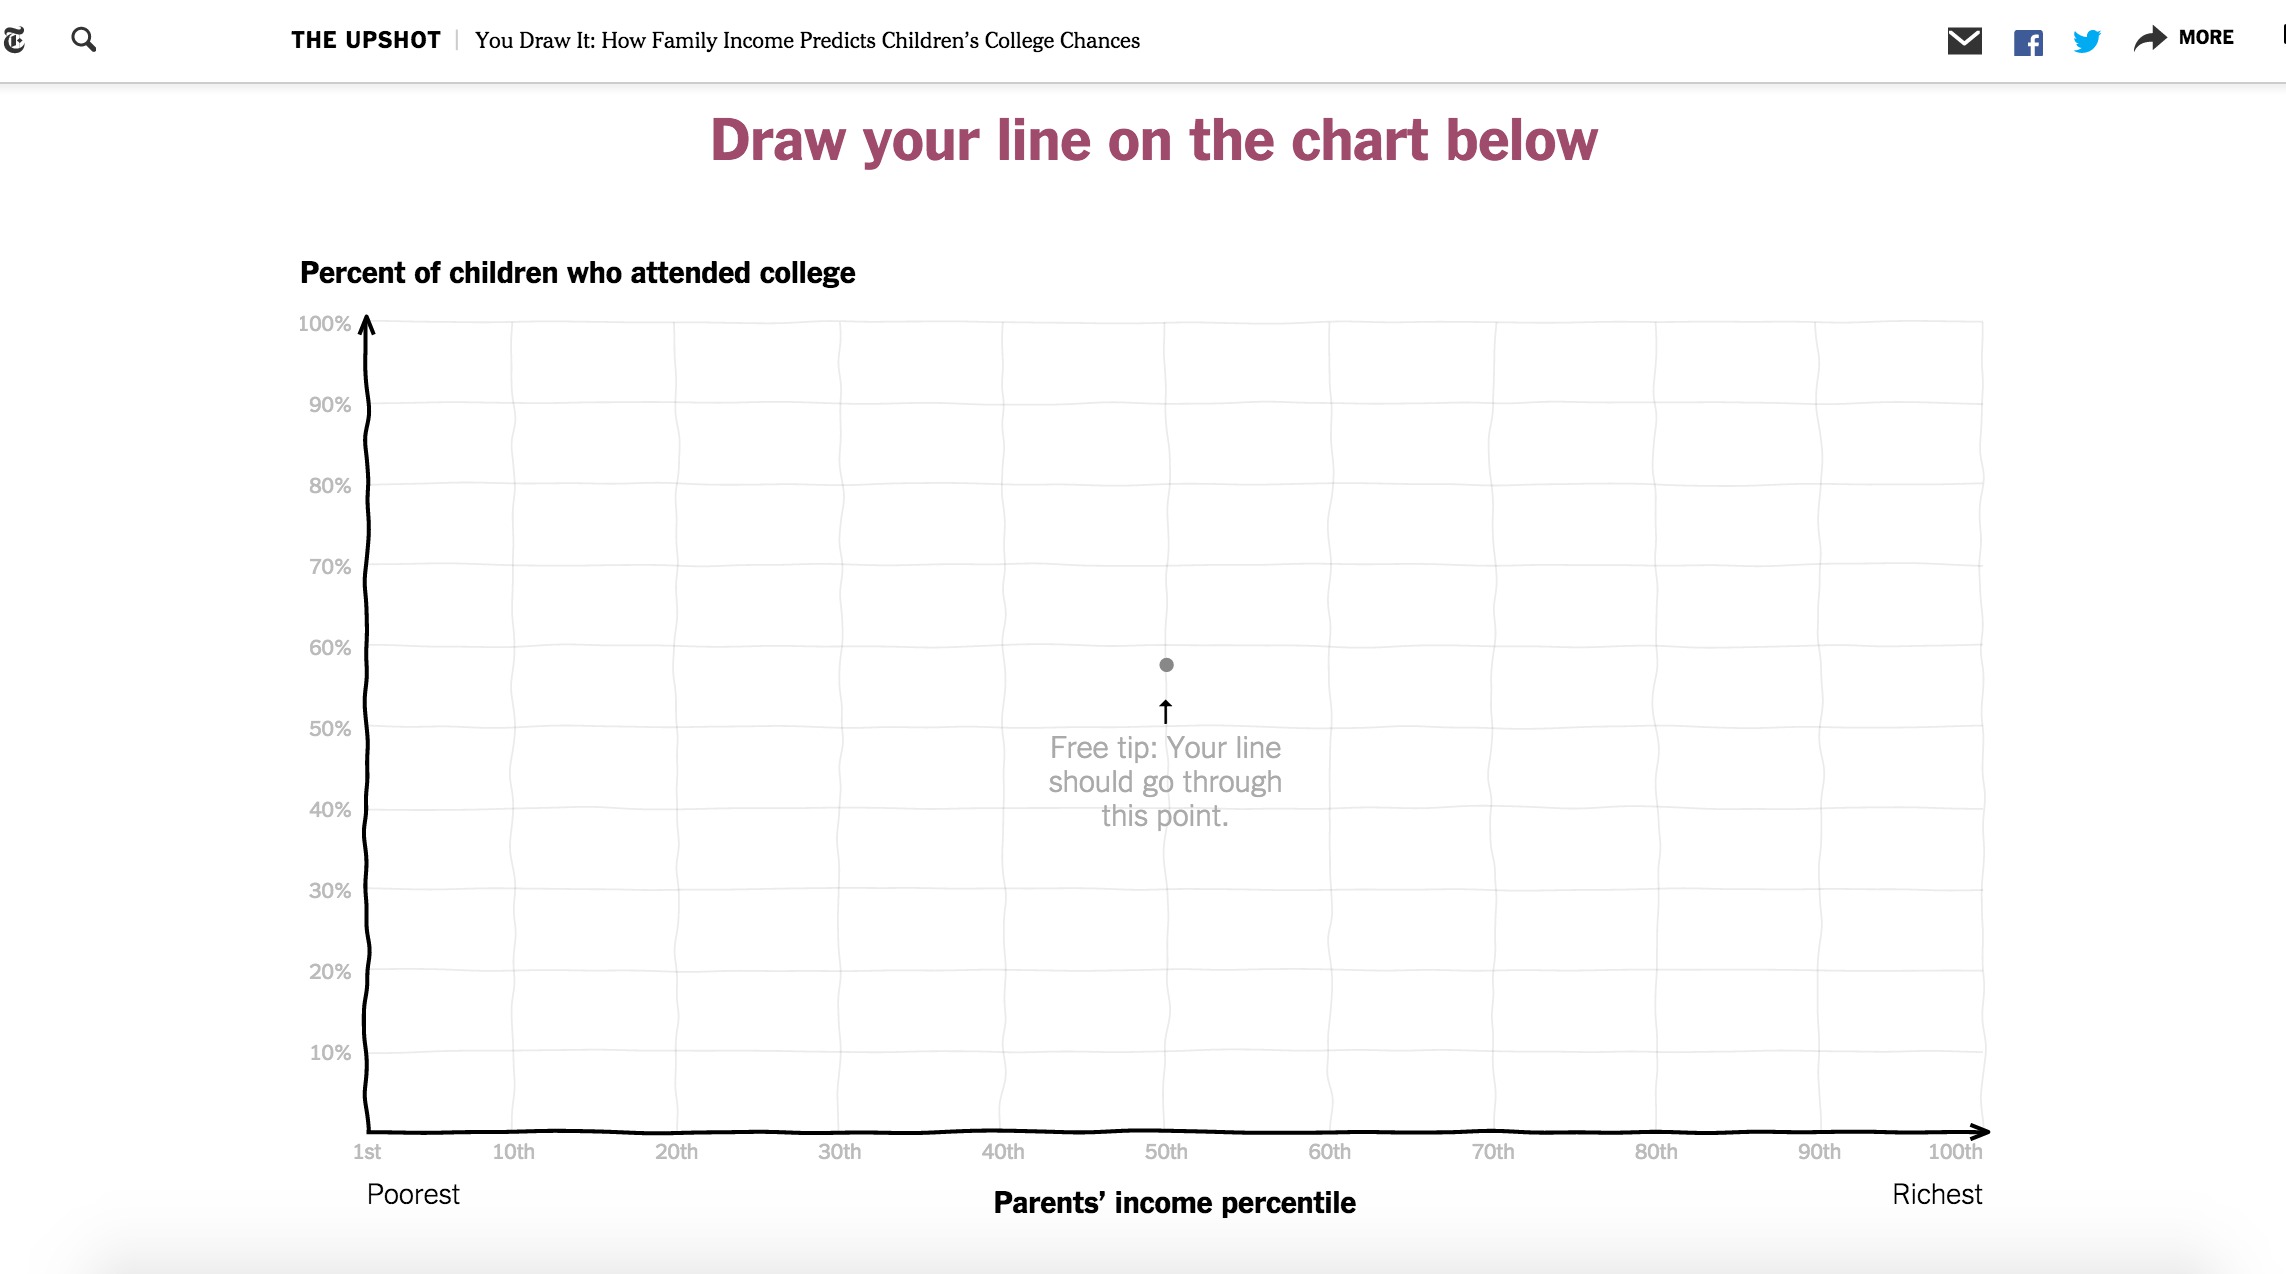 THE UPSHOT | You Draw It: How Family Income Predicts Children’s College Chances
MORE
Draw your line on the chart below
Percent of children who attended college
100%
90%
80%
70%
60%
50%
40%
30%
20%
10%
Free tip: Your line
should go through
this point.
1st 10th 20th 30th 40th 50th 60th 70th 80th 90th 100th
Poorest
Parents’ income percentile
Richest